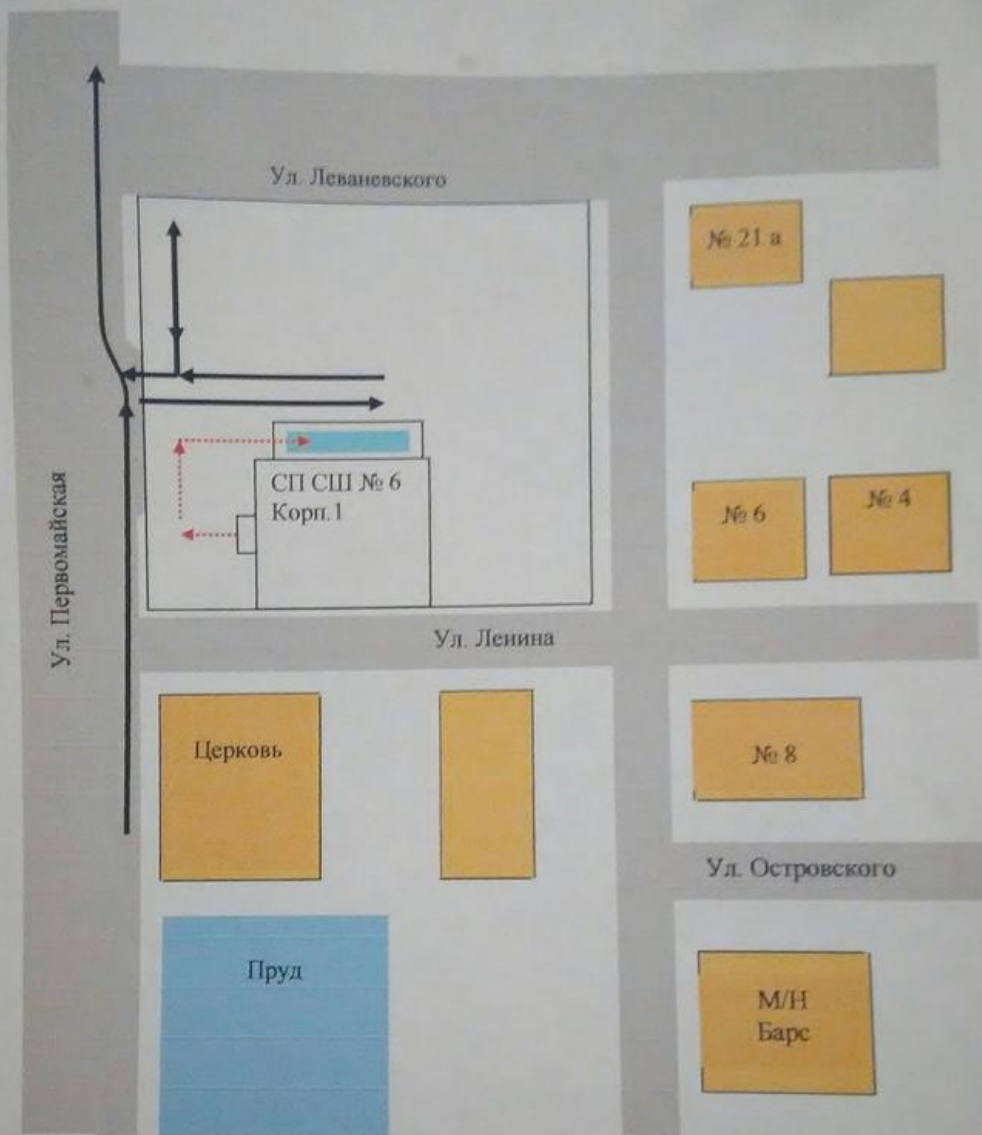 Ул. Леваневского
№ 21 а
СП СШ № 6
Корп.1
№ 6
№ 4
Ул. Первомайская
Ул. Ленина
Церковь
№ 8
Ул. Островского
Пруд
М/Н
Барс